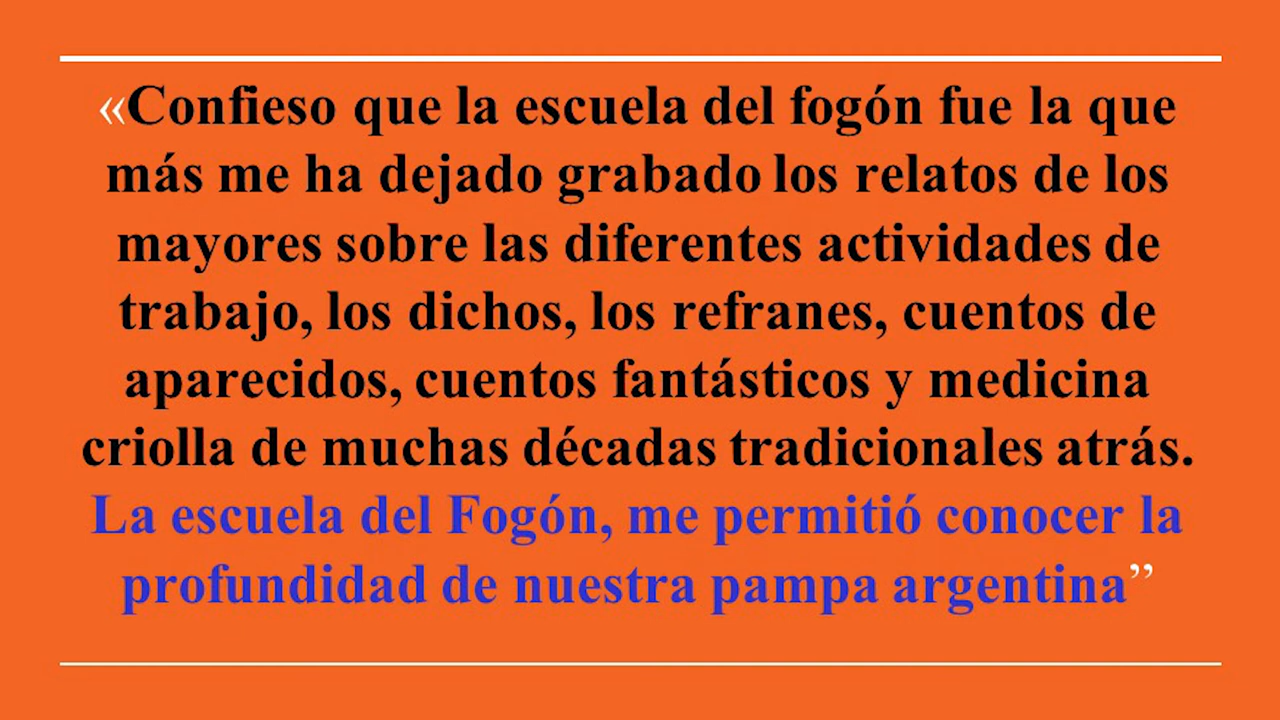 «Confieso que la escuela del fogón fue la que
más me ha dejado grabado los relatos de los
mayores sobre las diferentes actividades de
trabajo, los dichos, los refranes, cuentos de
aparecidos, cuentos fantásticos y medicina
criolla de muchas décadas tradicionales atrás.
La escuela del Fogón, me permitió conocer la
profundidad de nuestra pampa argentina”